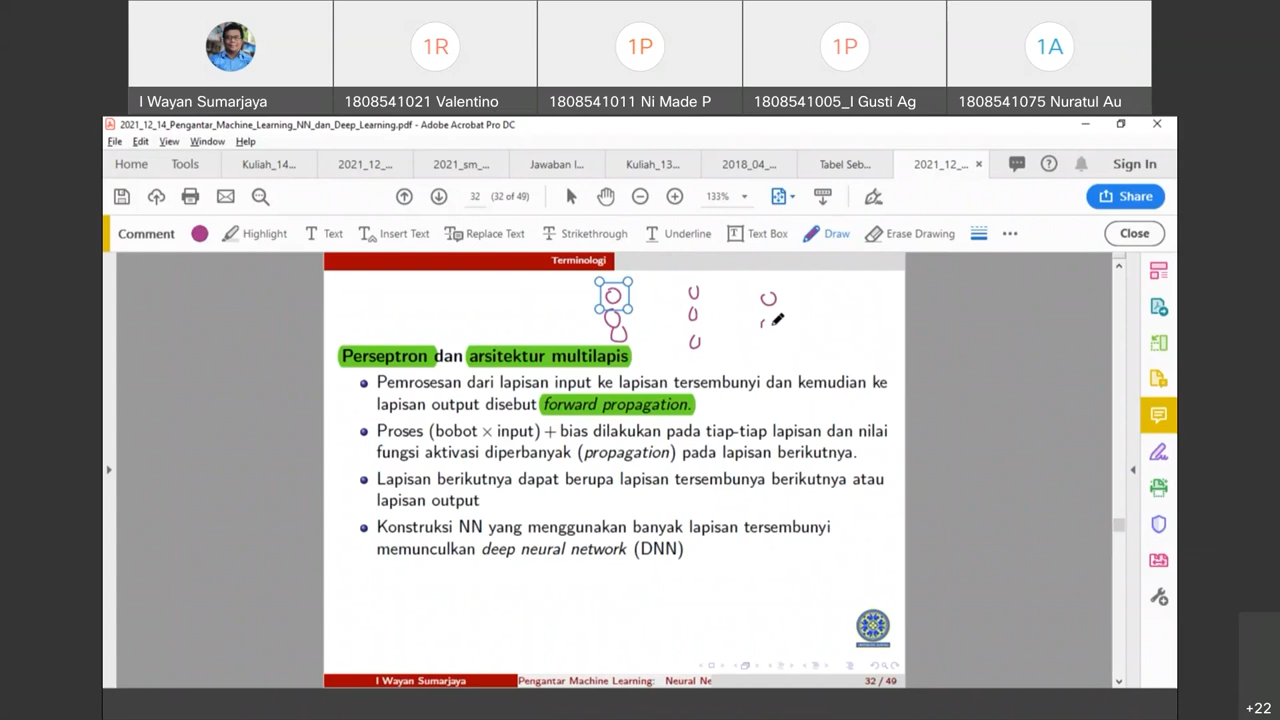 1R
1P
1P
1A
I Wayan Sumarjaya
1808541021 Valentino
1808541011 Ni Made P
1808541005_I Gusti Ag
1808541075 Nuratul Au
2021_12_14_Pengantar_Machine_Learning_NN_dan_Deep_Learning.pdf - Adobe Acrobat Pro DC
File Edit View Window Help
Home Tools Kuliah_14... 2021_12_... 2021_sm_... Jawaban I... Kuliah_13... 2018_04_... Tabel Seb... 2021_12_... × Sign In
32 (32 of 49) 133% Share
Comment Highlight Text Insert Text Replace Text Strikethrough Underline Text Box Draw Erase Drawing Close
Terminologi
Perseptron dan arsitektur multilapis
Pemrosesan dari lapisan input ke lapisan tersembunyi dan kemudian ke
lapisan output disebut forward propagation.
Proses (bobot × input) + bias dilakukan pada tiap-tiap lapisan dan nilai
fungsi aktivasi diperbanyak (propagation) pada lapisan berikutnya.
Lapisan berikutnya dapat berupa lapisan tersembunya berikutnya atau
lapisan output
Konstruksi NN yang menggunakan banyak lapisan tersembunyi
memunculkan deep neural network (DNN)
I Wayan Sumarjaya Pengantar Machine Learning: Neural Ne 32 / 49
+22